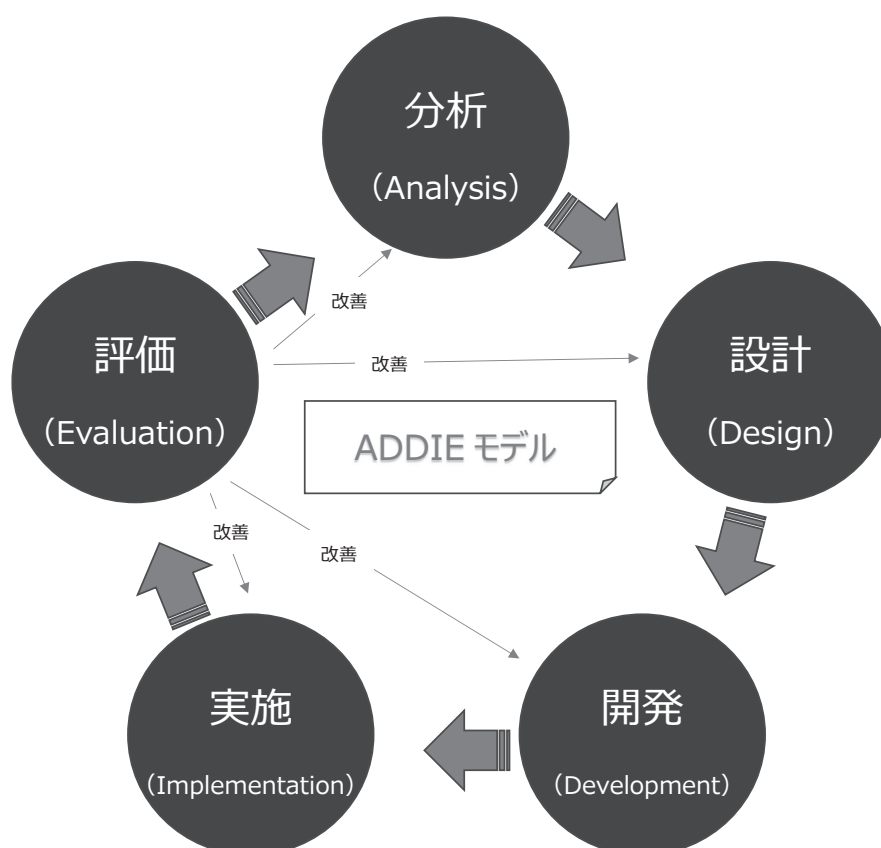 分析
（Analysis）
改善
評価
（Evaluation）
改善
設計
（Design）
ADDIE モデル
改善
改善
実施
（Implementation）
開発
（Development）